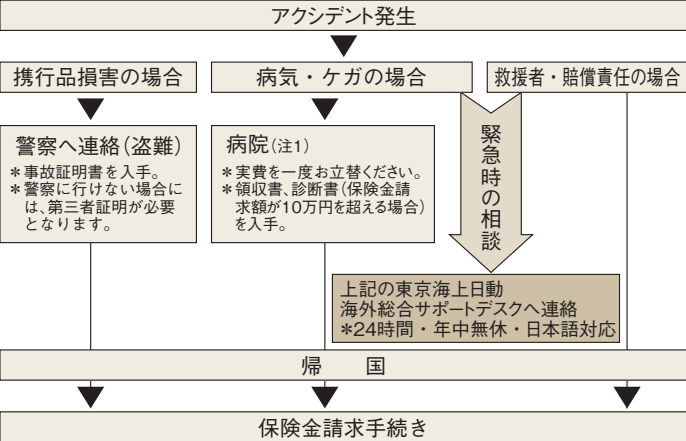 アクシデント発生
携行品損害の場合
病気・ケガの場合
救援者・賠償責任の場合
警察へ連絡(盗難)
＊事故証明書を入手。
＊警察に行けない場合に
は、第三者証明が必要
となります。
病院(注1)
＊実費を一度お立替ください。
＊領収書、診断書(保険金請
求額が10万円を超える場合)
を入手。
緊急時の相談
上記の東京海上日動
海外総合サポートデスクへ連絡
＊24時間・年中無休・日本語対応
帰　国
保険金請求手続き